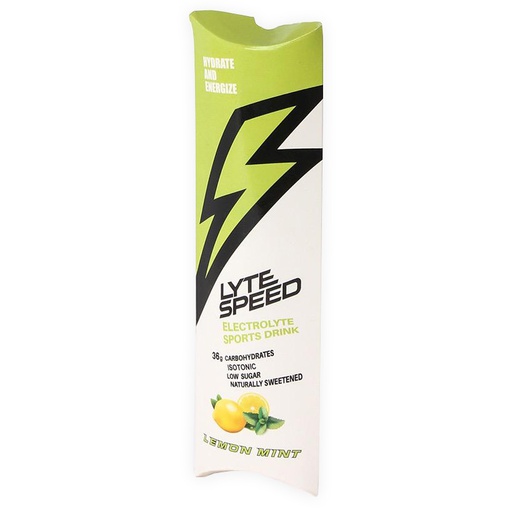 HYDRATE
AND
ENERGIZE
LYTE
SPEED
ELECTROLYTE
SPORTS DRINK
36g CARBOHYDRATES
ISOTONIC
LOW SUGAR
NATURALLY SWEETENED
LEMON MINT